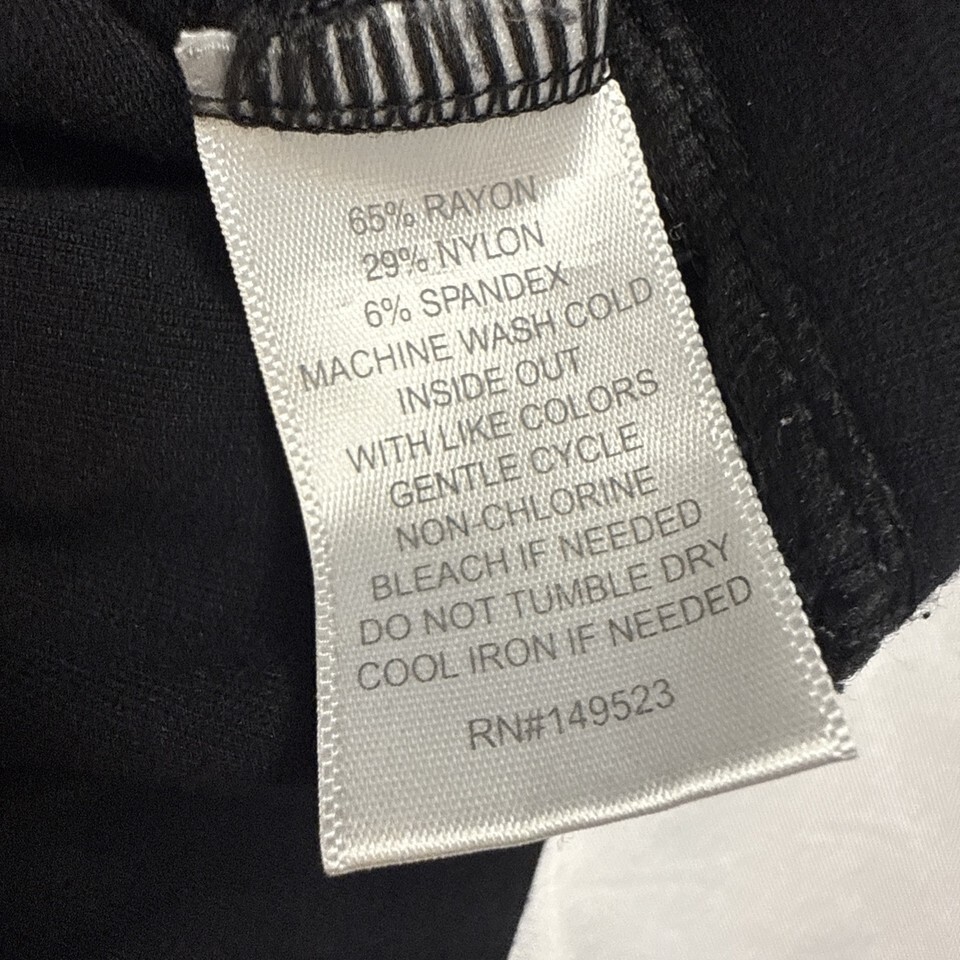 65% RAYON
29% NYLON
6% SPANDEX
MACHINE WASH COLD
INSIDE OUT
WITH LIKE COLORS
GENTLE CYCLE
NON-CHLORINE
BLEACH IF NEEDED
DO NOT TUMBLE DRY
COOL IRON IF NEEDED
RN#149523